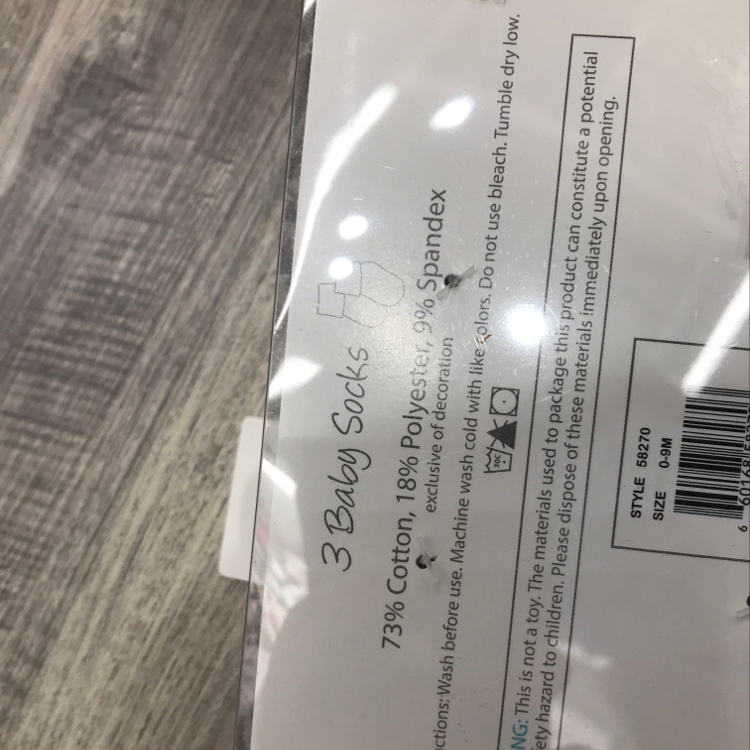 3 Baby Socks
73% Cotton, 18% Polyester, 9% Spandex
exclusive of decoration
ctions: Wash before use. Machine wash cold with like colors. Do not use bleach. Tumble dry low.
30C
NG: This is not a toy. The materials used to package this product can constitute a potential
ety hazard to children. Please dispose of these materials immediately upon opening.
STYLE 58270
SIZE 0-9M